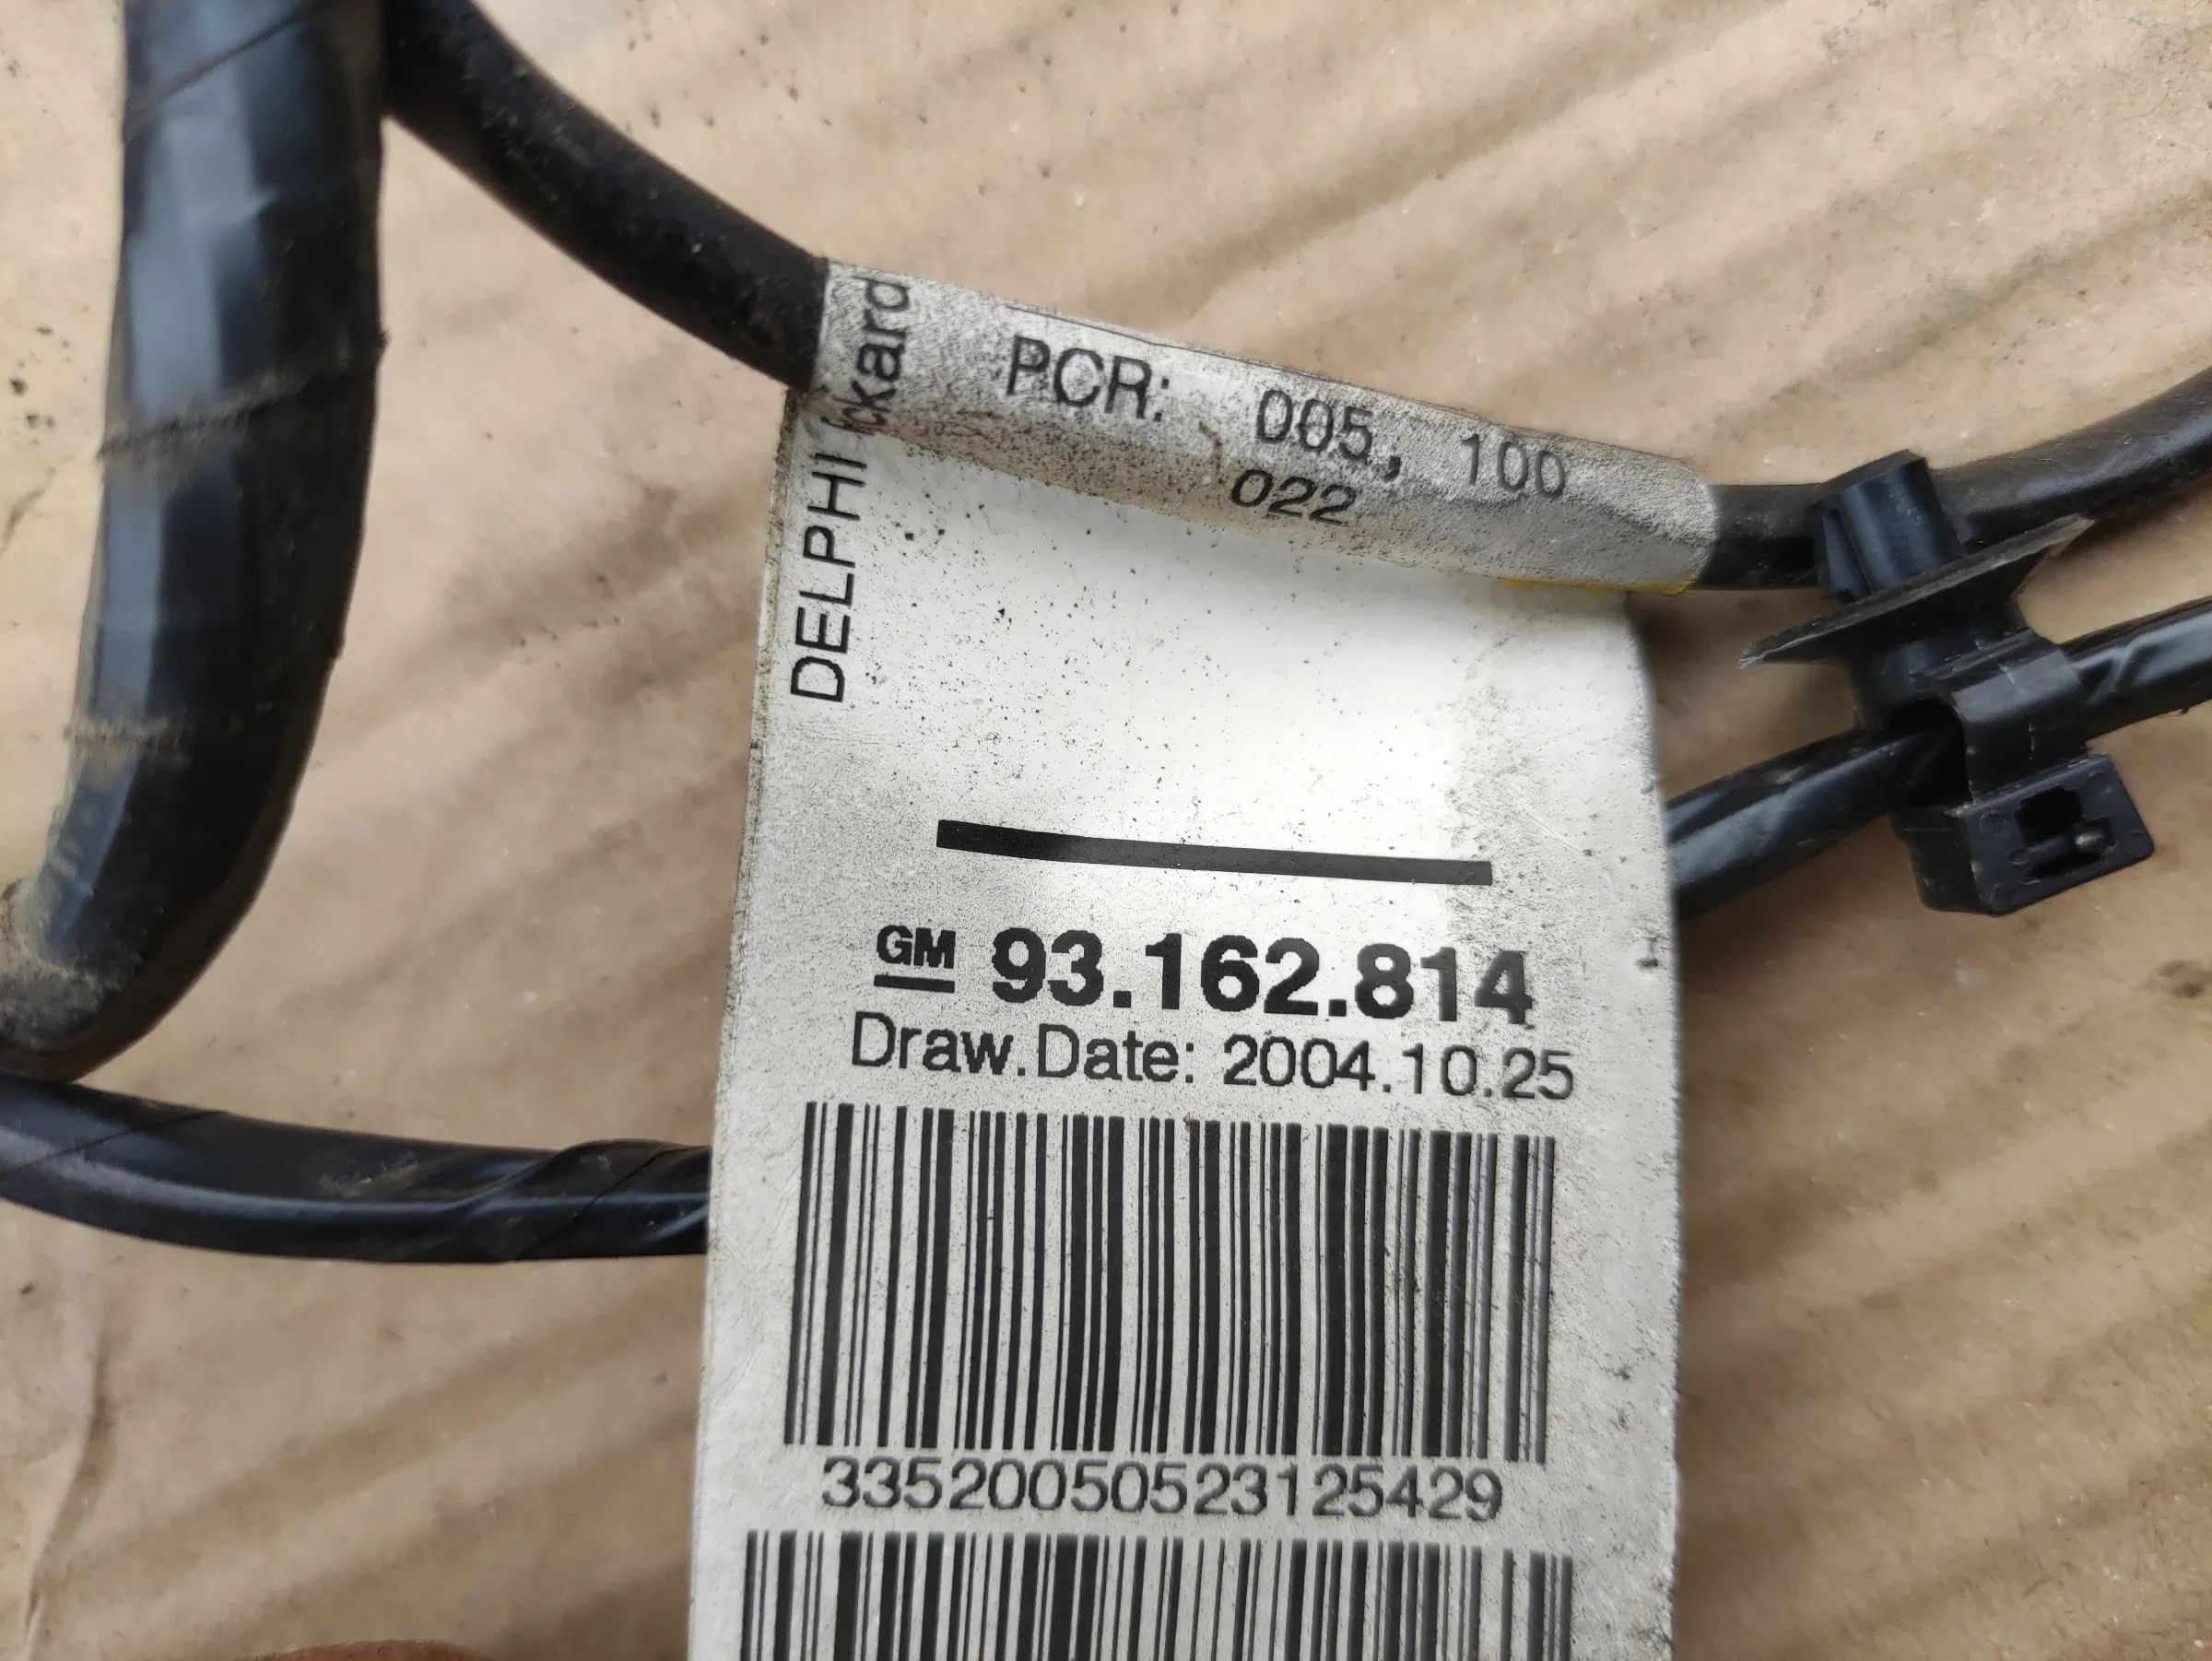 PCR: 005, 100
022
DELPHI
GM 93.162.814
Draw.Date: 2004.10.25
33520050523125429